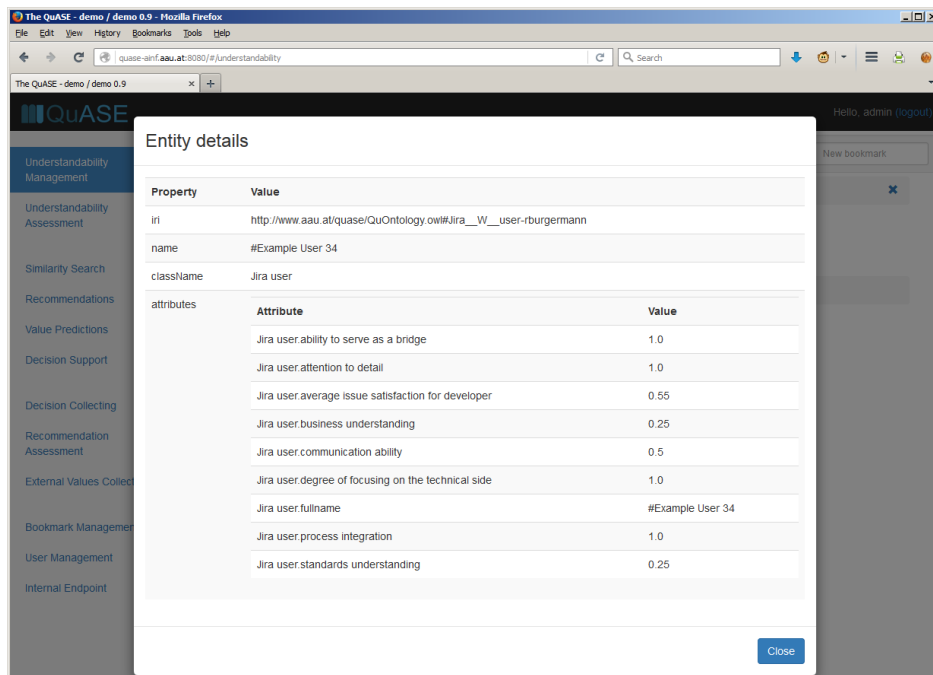 The QuASE - demo / demo 0.9 - Mozilla Firefox
File Edit View History Bookmarks Tools Help
quase-ainf.aau.at:8080/#/understandability
Search
The QuASE - demo / demo 0.9 × +
QuASE
Hello, admin (logout)
New bookmark
Understandability
Management
Understandability
Assessment
Similarity Search
Recommendations
Value Predictions
Decision Support
Decision Collecting
Recommendation
Assessment
External Values Collect
Bookmark Managemen
User Management
Internal Endpoint
Entity details
Property Value
iri http://www.aau.at/quase/QuOntology.owl#Jira__W__user-rburgermann
name #Example User 34
className Jira user
attributes
Attribute Value
Jira user.ability to serve as a bridge 1.0
Jira user.attention to detail 1.0
Jira user.average issue satisfaction for developer 0.55
Jira user.business understanding 0.25
Jira user.communication ability 0.5
Jira user.degree of focusing on the technical side 1.0
Jira user.fullname #Example User 34
Jira user.process integration 1.0
Jira user.standards understanding 0.25
Close